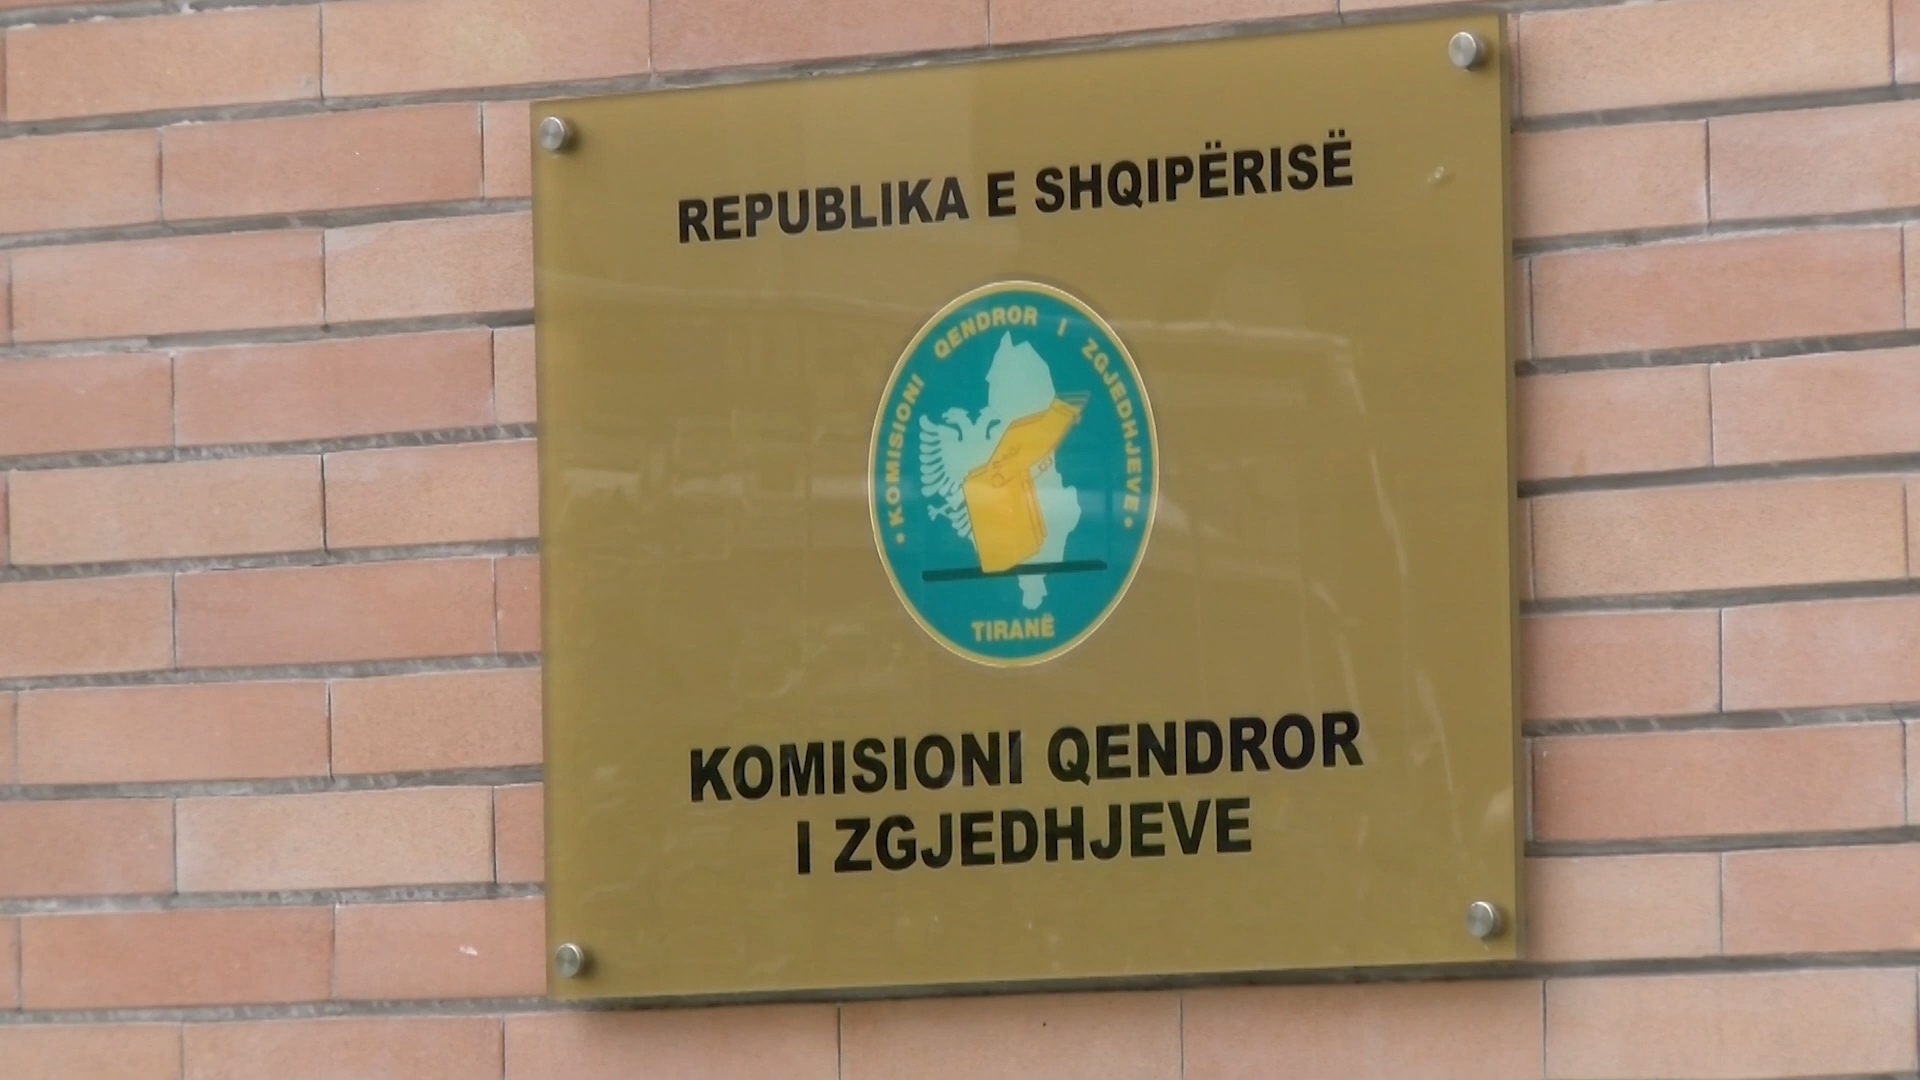 REPUBLIKA E SHQIPËRISË
• KOMISIONI QENDROR I ZGJEDHJEVE •
TIRANË
KOMISIONI QENDROR
I ZGJEDHJEVE